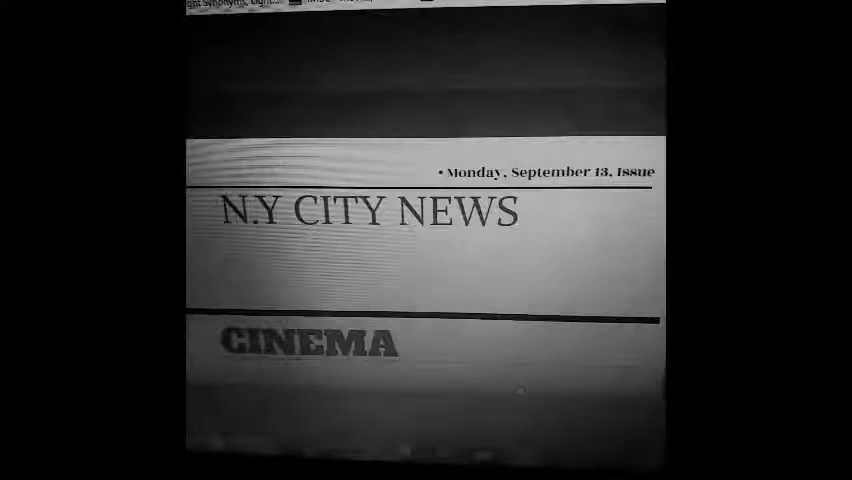 • Monday, September 13, Issue
N.Y CITY NEWS
CINEMA